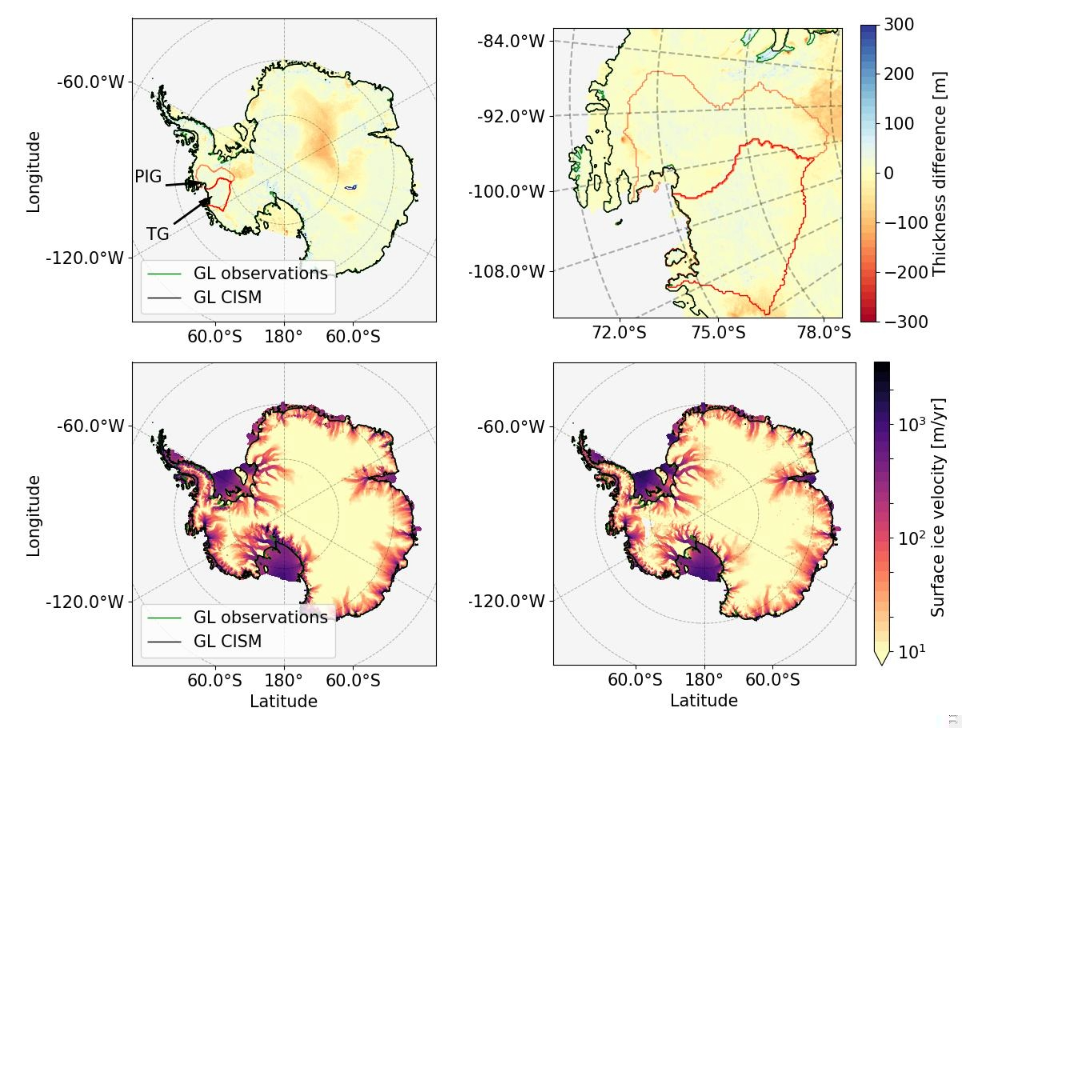 Longitude
-60.0°W
-120.0°W
PIG
TG
GL observations
GL CISM
60.0°S 180° 60.0°S
-84.0°W
-92.0°W
-100.0°W
-108.0°W
72.0°S 75.0°S 78.0°S
300
200
100
0
−100
−200
−300
Thickness difference [m]
Longitude
-60.0°W
-120.0°W
GL observations
GL CISM
60.0°S 180° 60.0°S
Latitude
-60.0°W
-120.0°W
60.0°S 180° 60.0°S
Latitude
10³
10²
10¹
Surface ice velocity [m/yr]